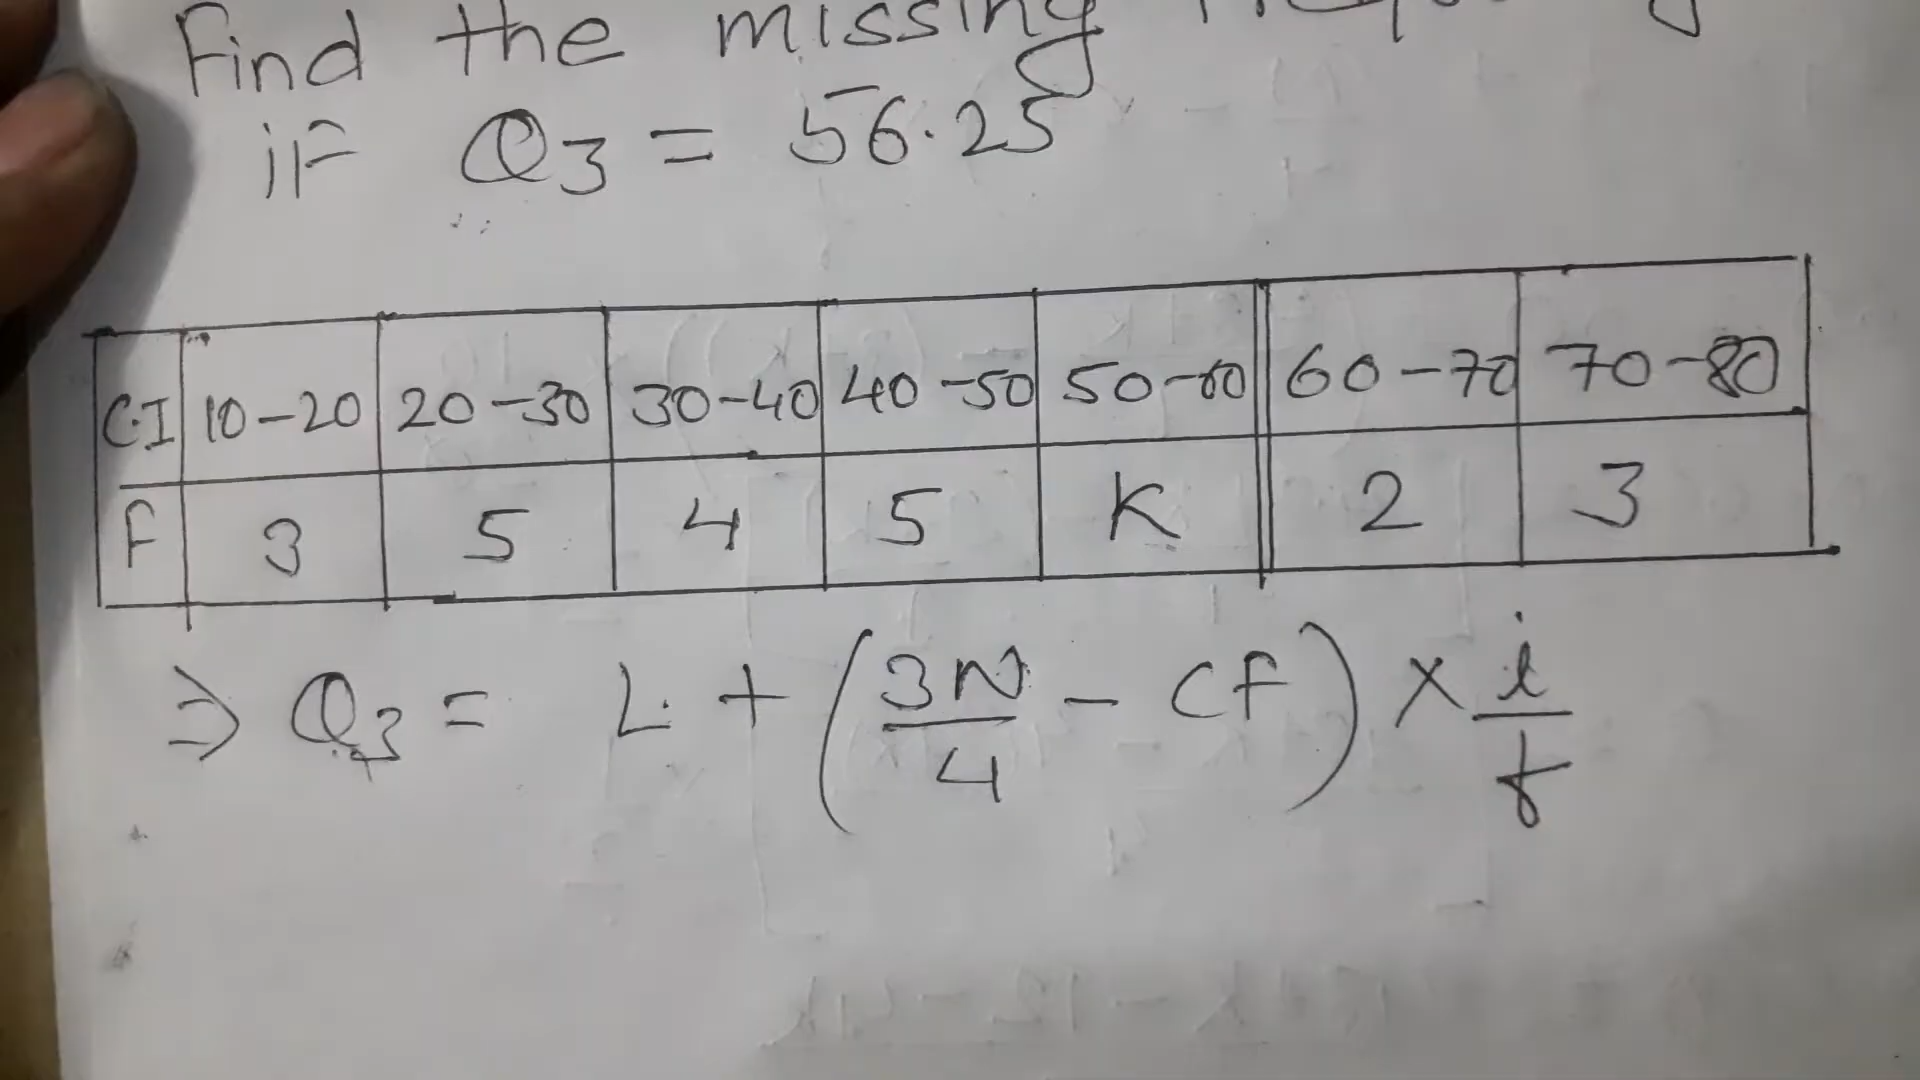 Find the missing
if Q3 = 56.25
C.I 10-20 20-30 30-40 40-50 50-60 60-70 70-80
F 3 5 4 5 K 2 3
⇒ Q3 = L + (3N/4 - CF) × i/f